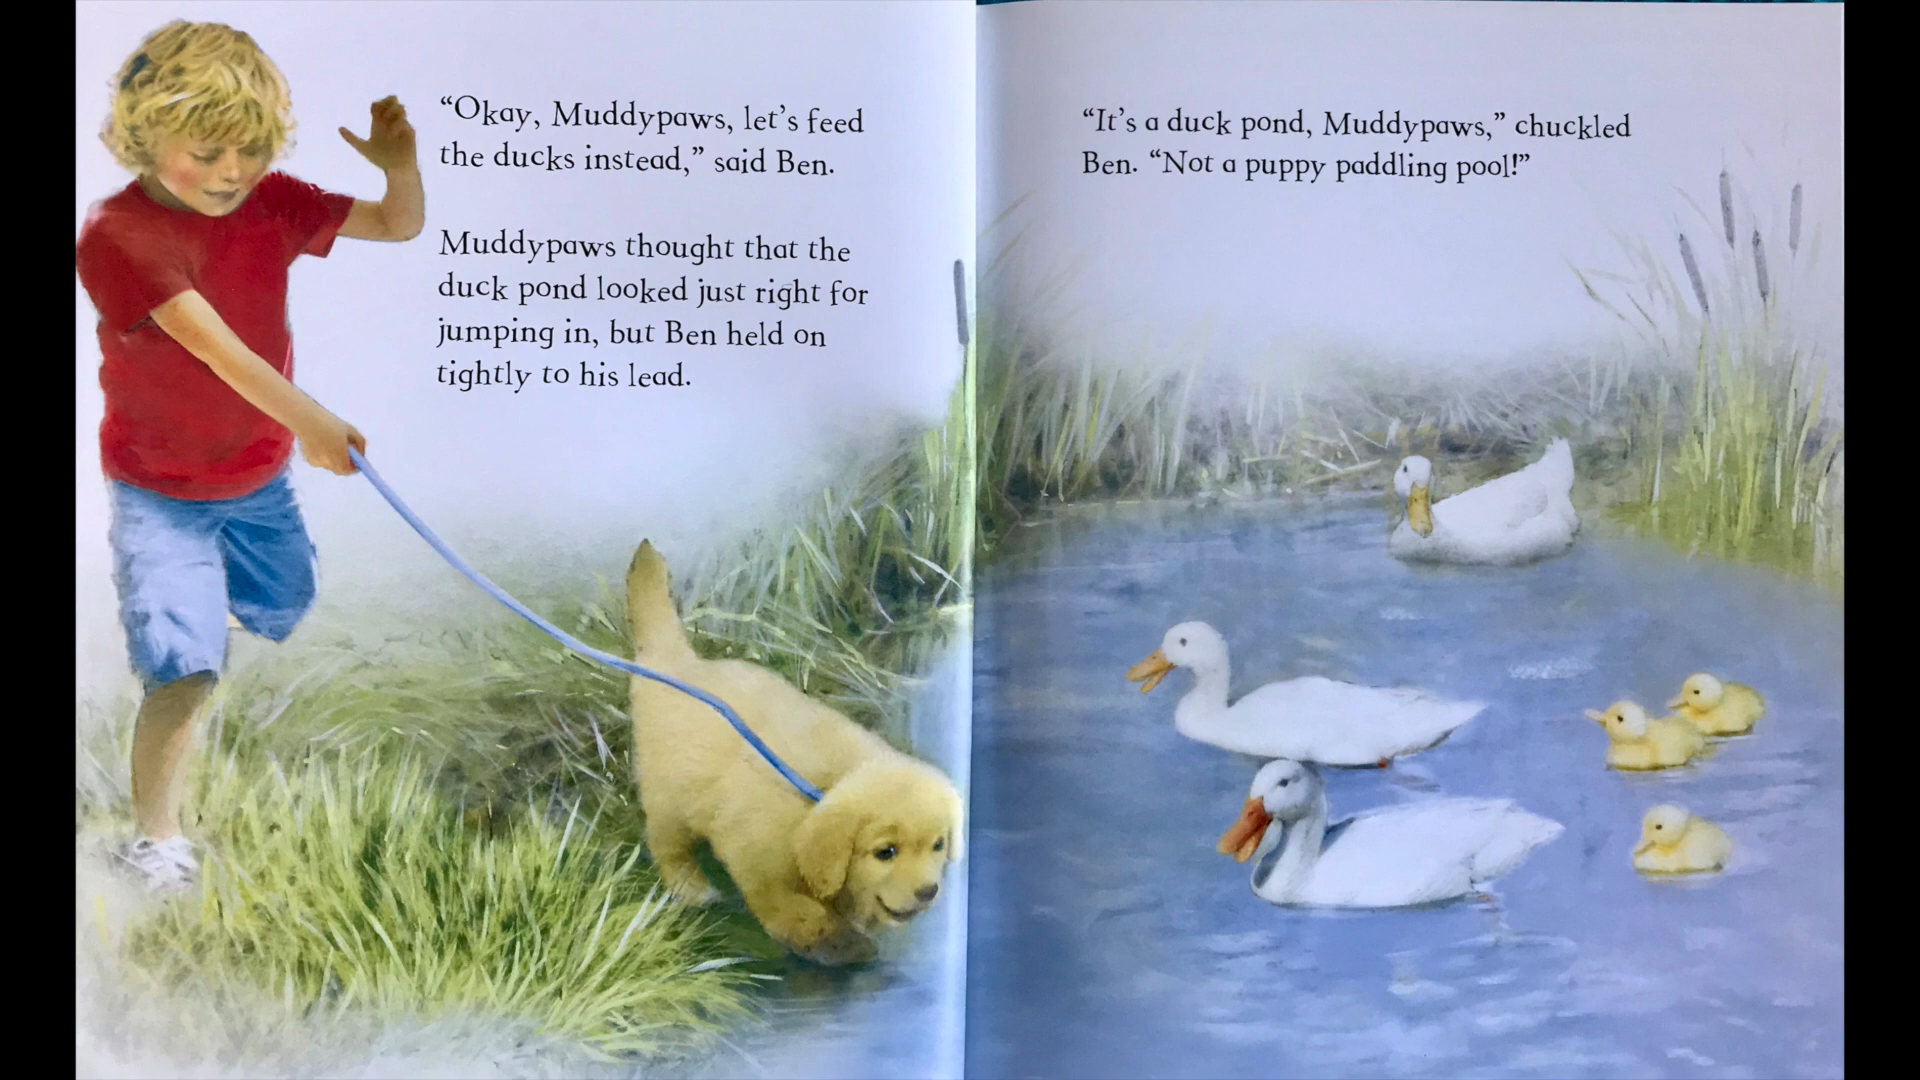 “Okay, Muddypaws, let’s feed
the ducks instead,” said Ben.
Muddypaws thought that the
duck pond looked just right for
jumping in, but Ben held on
tightly to his lead.
“It’s a duck pond, Muddypaws,” chuckled
Ben. “Not a puppy paddling pool!”